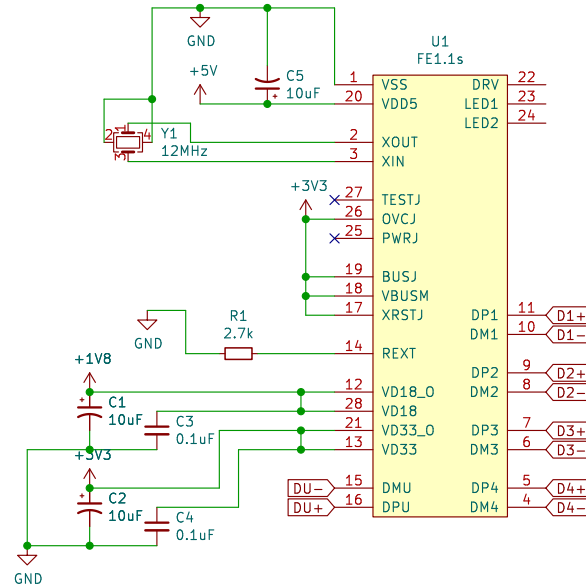 GND
U1
FE1.1s
+5V
C5
10uF
1 VSS DRV 22
20 VDD5 LED1 23
LED2 24
2 1 4 3
Y1
12MHz
2 XOUT
3 XIN
+3V3
27 TESTJ
26 OVCJ
25 PWRJ
19 BUSJ
18 VBUSM
17 XRSTJ DP1 11 D1+
DM1 10 D1-
R1
2.7k
GND
14 REXT
DP2 9 D2+
+1V8
12 VD18_O DM2 8 D2-
C1
10uF
28 VD18
C3
0.1uF
21 VD33_O DP3 7 D3+
13 VD33 DM3 6 D3-
+3V3
C2
10uF
DU- 15 DMU DP4 5 D4+
DU+ 16 DPU DM4 4 D4-
C4
0.1uF
GND